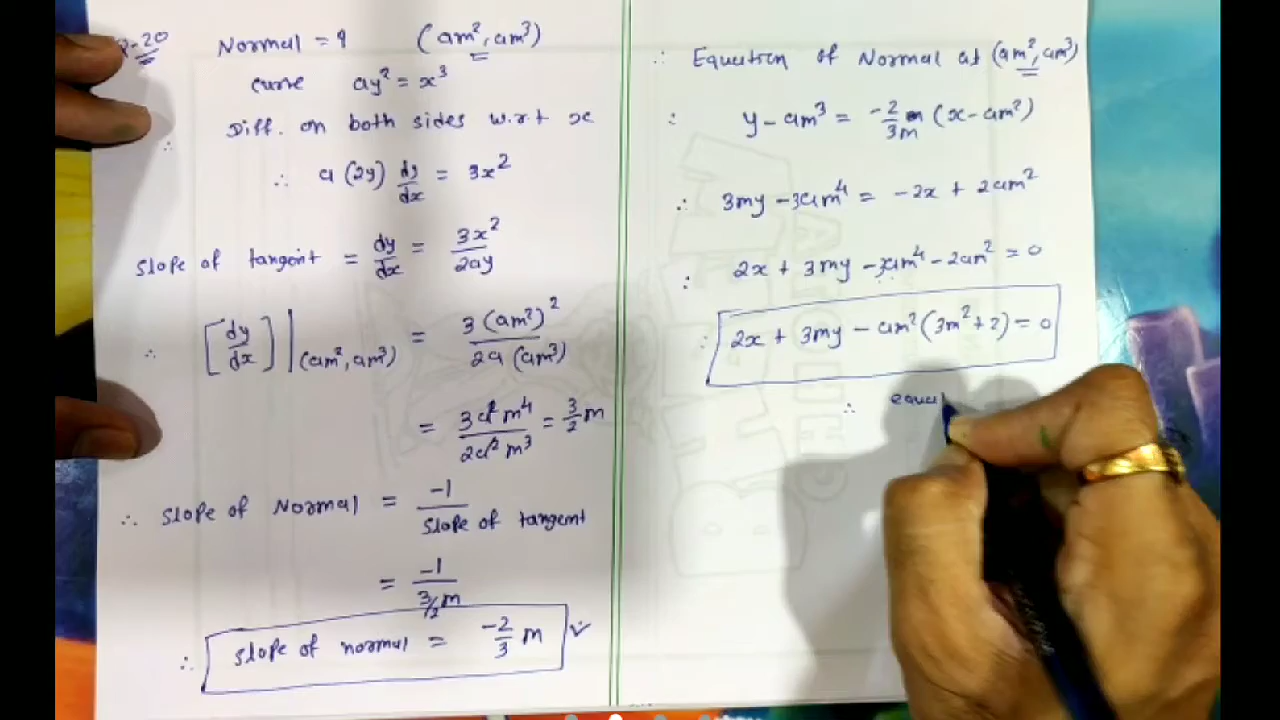 Q-20 Normal = ? (am², am³)
curve ay² = x³
Diff. on both sides w.r.t x
∴ a(2y) dy/dx = 3x²
Slope of tangent = dy/dx = 3x²/2ay
∴ [dy/dx] |(am², am³) = 3(am²)²/2a(am³)
= 3a²m⁴/2a²m³ = 3/2 m
∴ Slope of Normal = -1/Slope of tangent
= -1/3/2 m
∴ Slope of normal = -2/3 m
∴ Equation of Normal at (am², am³)
∴ y - am³ = -2/3m (x - am²)
∴ 3my - 3am⁴ = -2x + 2am²
∴ 2x + 3my - 3am⁴ - 2am² = 0
∴ 2x + 3my - am²(3m² + 2) = 0
∴ equa